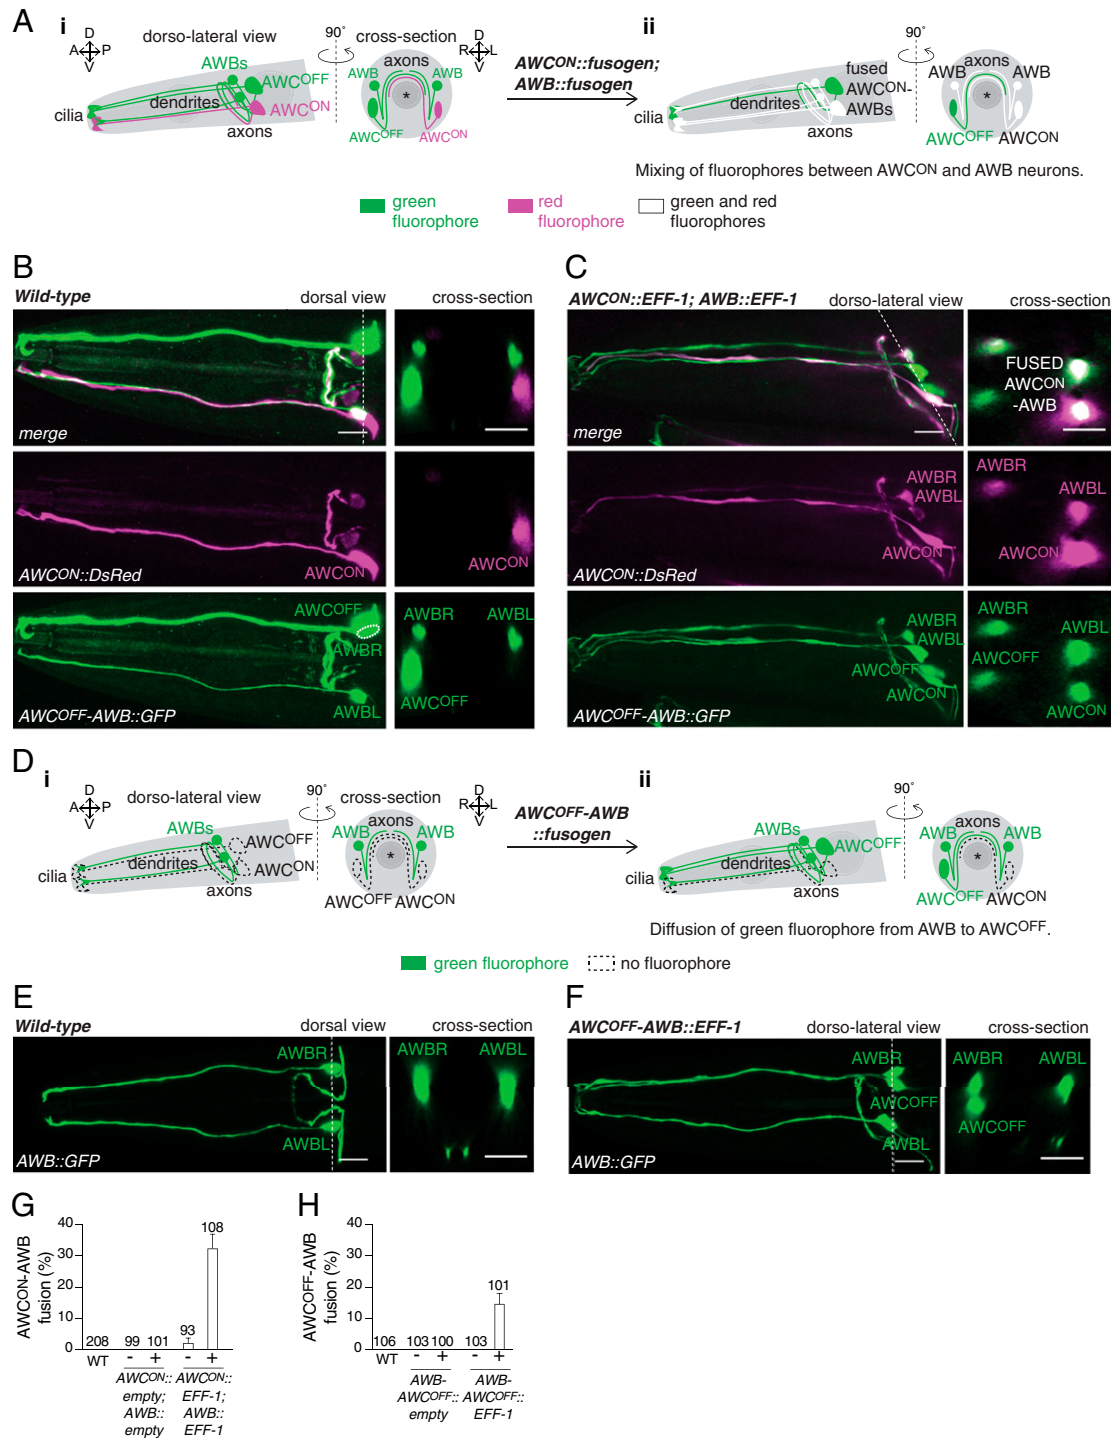 A
i
ii
D
A P
V
dorso-lateral view
90°
cross-section
D
R L
V
AWBs
AWCOFF
AWCON
dendrites
cilia
axons
AWB
axons
AWB
*
AWCOFF
AWCON
AWCON::fusogen;
AWB::fusogen
90°
fused
AWCON-
AWBs
dendrites
cilia
axons
axons
AWB
AWB
*
AWCOFF
AWCON
Mixing of fluorophores between AWCON and AWB neurons.
green
fluorophore
red
fluorophore
green and red
fluorophores
B
Wild-type
dorsal view
cross-section
merge
AWCON
AWCON
AWCON::DsRed
AWCOFF
AWBR
AWBL
AWCOFF-AWB::GFP
AWBR
AWBL
AWCOFF
C
AWCON::EFF-1; AWB::EFF-1
dorso-lateral view
cross-section
merge
FUSED
AWCON
-AWB
AWBR
AWBL
AWCON
AWCON::DsRed
AWBR
AWBL
AWCON
AWBR
AWBL
AWCOFF
AWCON
AWCOFF-AWB::GFP
AWBR
AWBL
AWCOFF
AWCON
D
i
ii
D
A P
V
dorso-lateral view
90°
cross-section
D
R L
V
AWBs
AWCOFF
AWCON
dendrites
cilia
axons
axons
AWB
AWB
*
AWCOFF AWCON
AWCOFF-AWB
::fusogen
90°
AWBs
AWCOFF
dendrites
cilia
axons
axons
AWB
AWB
*
AWCOFF
AWCON
Diffusion of green fluorophore from AWB to AWCOFF.
green fluorophore
no fluorophore
E
Wild-type
dorsal view
cross-section
AWBR
AWBL
AWB::GFP
AWBR
AWBL
F
AWCOFF-AWB::EFF-1
dorso-lateral view
cross-section
AWBR
AWCOFF
AWBL
AWB::GFP
AWBR
AWBL
AWCOFF
G
AWCON-AWB
fusion (%)
40
30
20
10
0
208
99
101
93
108
WT
- +
- +
AWCON::
empty;
AWB::
empty
AWCON::
EFF-1;
AWB::
EFF-1
H
AWCOFF-AWB
fusion (%)
40
30
20
10
0
106
103
100
103
101
WT
- +
- +
AWB-
AWCOFF::
empty
AWB-
AWCOFF::
EFF-1